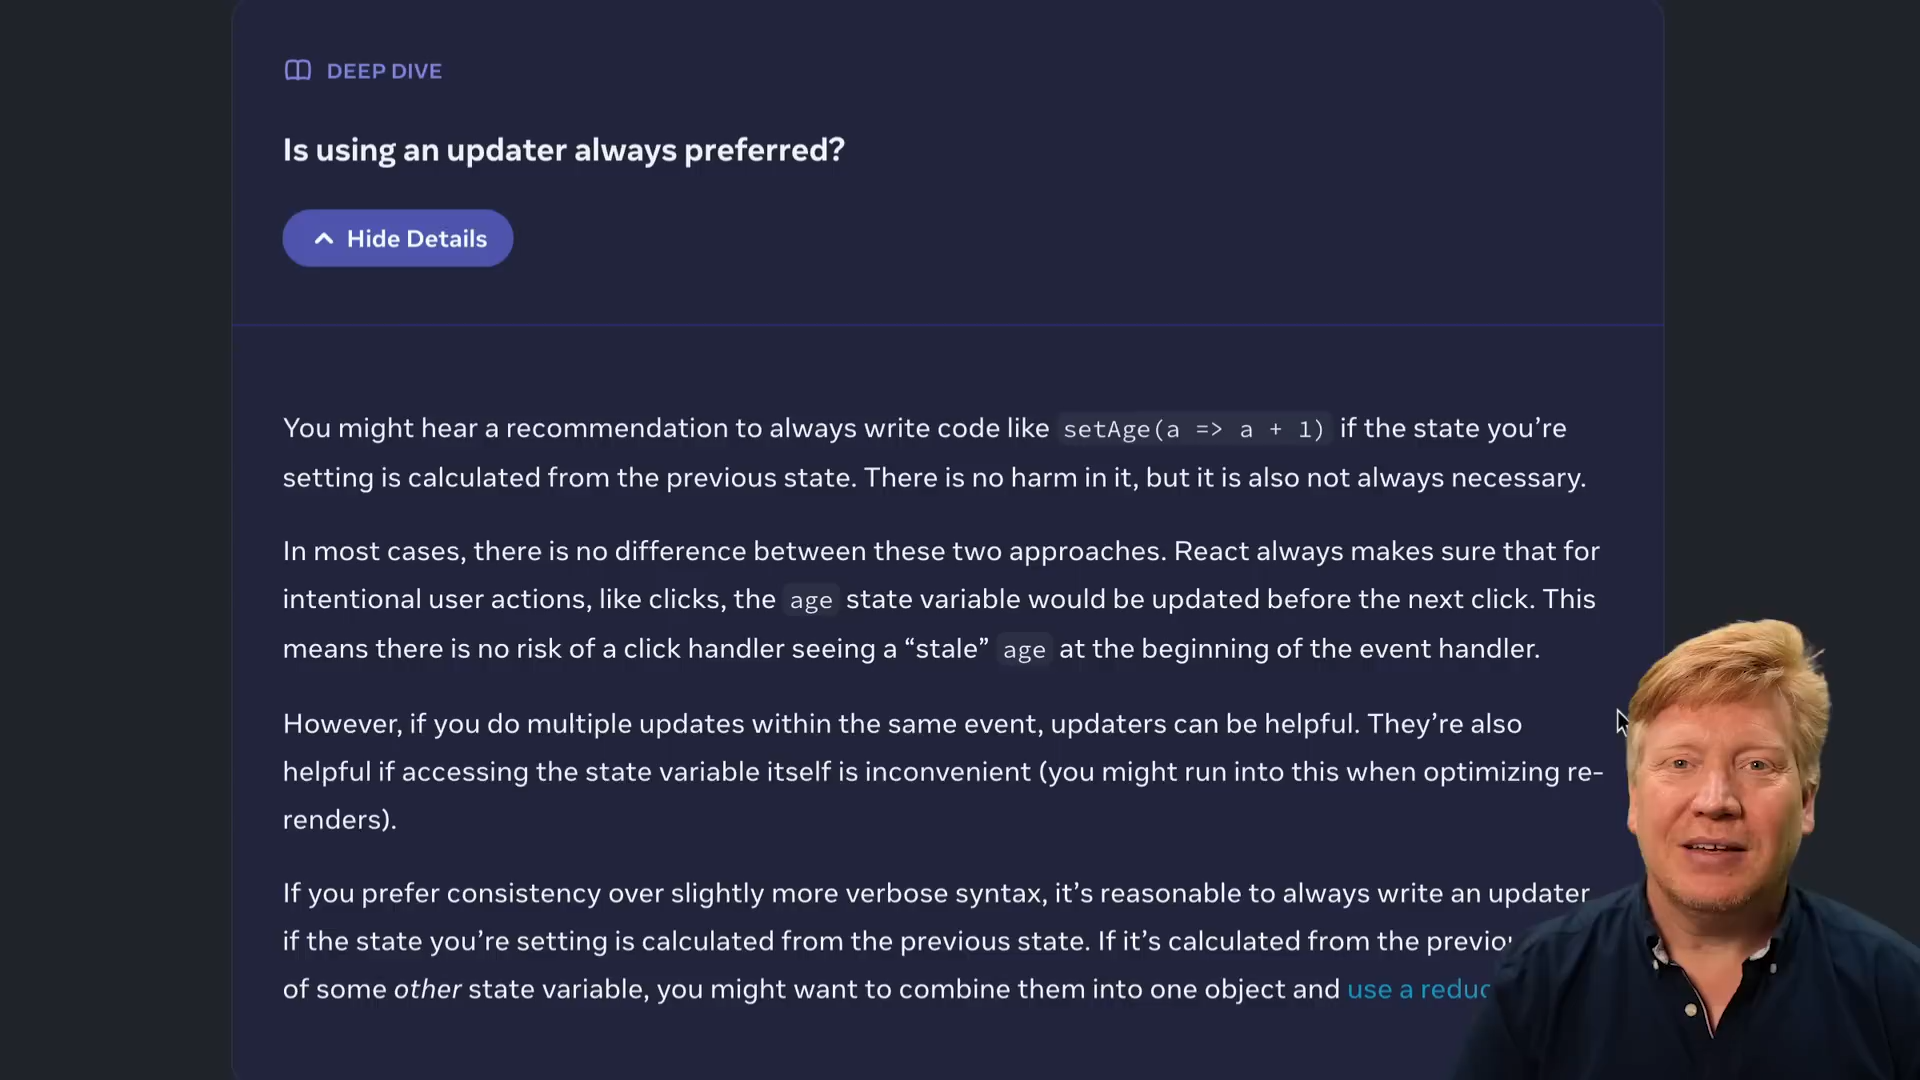 DEEP DIVE
Is using an updater always preferred?
Hide Details
You might hear a recommendation to always write code like setAge(a => a + 1) if the state you’re
setting is calculated from the previous state. There is no harm in it, but it is also not always necessary.
In most cases, there is no difference between these two approaches. React always makes sure that for
intentional user actions, like clicks, the age state variable would be updated before the next click. This
means there is no risk of a click handler seeing a “stale” age at the beginning of the event handler.
However, if you do multiple updates within the same event, updaters can be helpful. They’re also
helpful if accessing the state variable itself is inconvenient (you might run into this when optimizing re-
renders).
If you prefer consistency over slightly more verbose syntax, it’s reasonable to always write an updater
if the state you’re setting is calculated from the previous state. If it’s calculated from the
of some other state variable, you might want to combine them into one object and use a